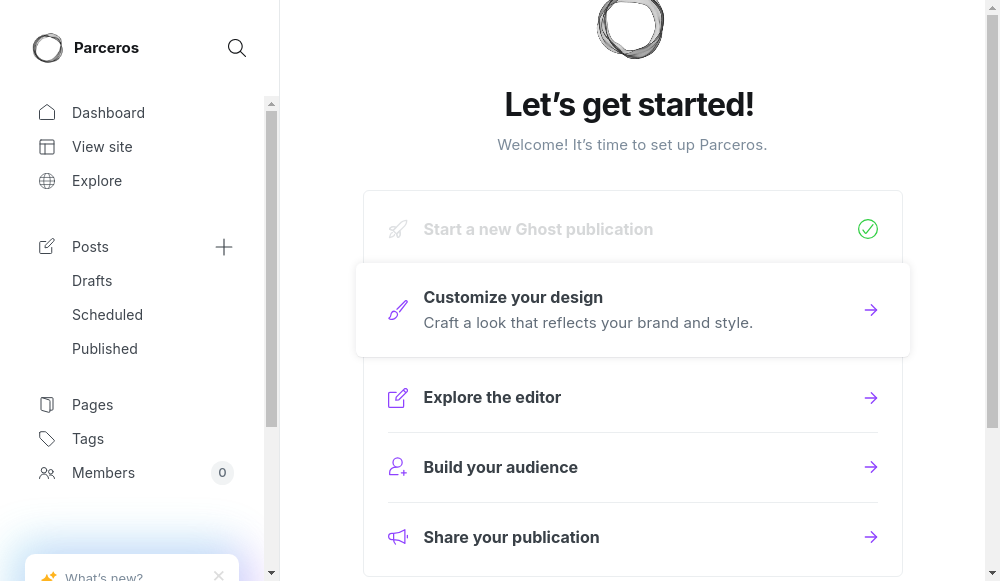 Parceros
Dashboard
View site
Explore
Posts
Drafts
Scheduled
Published
Pages
Tags
Members 0
What's new?
Let’s get started!
Welcome! It’s time to set up Parceros.
Start a new Ghost publication
Customize your design
Craft a look that reflects your brand and style.
Explore the editor
Build your audience
Share your publication